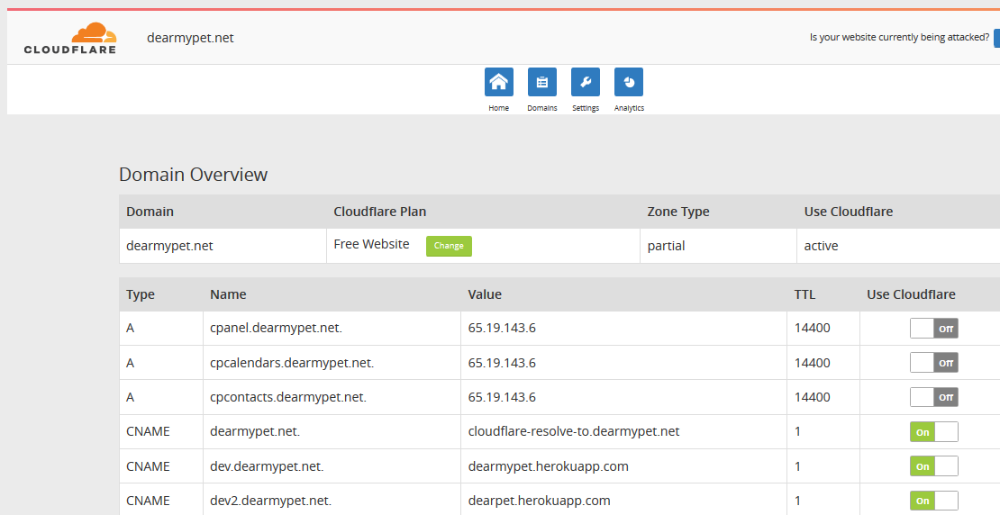 CLOUDFLARE dearmypet.net Is your website currently being attacked?
Home Domains Settings Analytics
Domain Overview
Domain Cloudflare Plan Zone Type Use Cloudflare
dearmypet.net Free Website Change partial active
Type Name Value TTL Use Cloudflare
A cpanel.dearmypet.net. 65.19.143.6 14400 Off
A cpcalendars.dearmypet.net. 65.19.143.6 14400 Off
A cpcontacts.dearmypet.net. 65.19.143.6 14400 Off
CNAME dearmypet.net. cloudflare-resolve-to.dearmypet.net 1 On
CNAME dev.dearmypet.net. dearmypet.herokuapp.com 1 On
CNAME dev2.dearmypet.net. dearpet.herokuapp.com 1 On